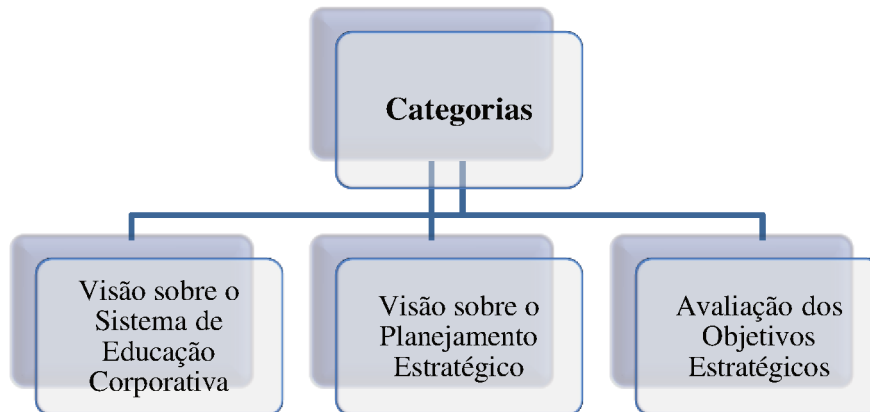 Categorias
Visão sobre o
Sistema de
Educação
Corporativa
Visão sobre o
Planejamento
Estratégico
Avaliação dos
Objetivos
Estratégicos